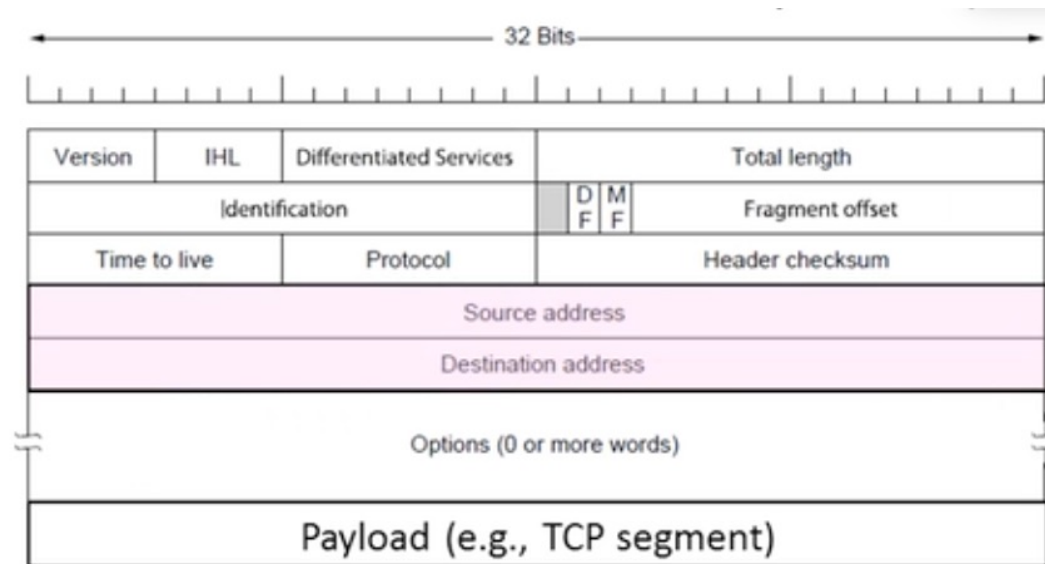 32 Bits
Version IHL Differentiated Services Total length
Identification D F M F Fragment offset
Time to live Protocol Header checksum
Source address
Destination address
Options (0 or more words)
Payload (e.g., TCP segment)